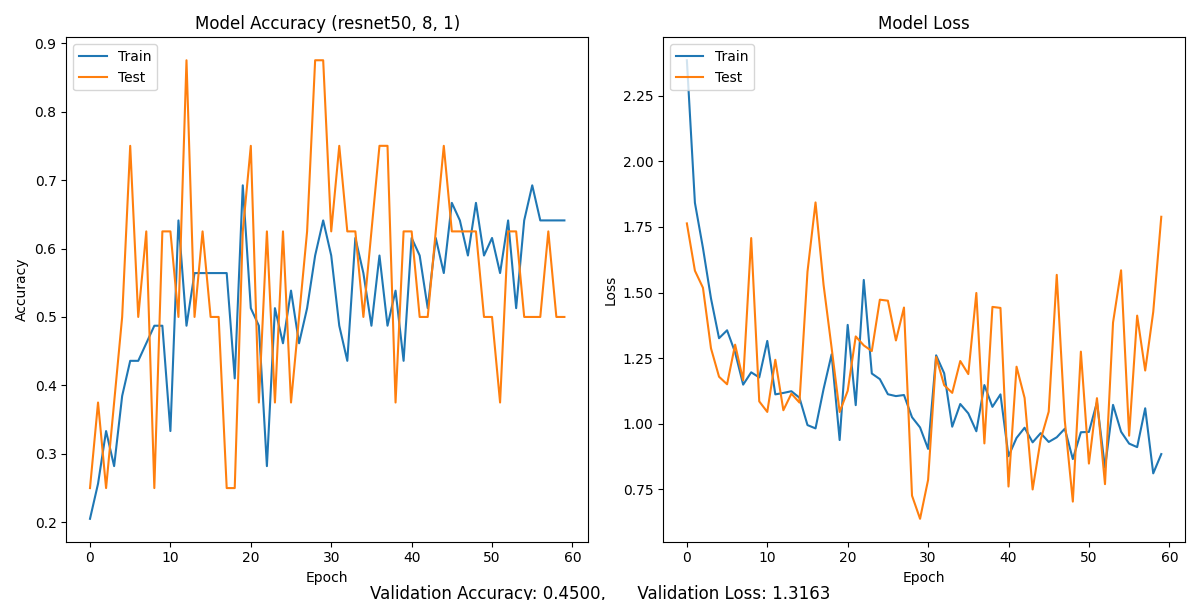 Model Accuracy (resnet50, 8, 1)
Train
Test
Accuracy
0.9
0.8
0.7
0.6
0.5
0.4
0.3
0.2
0 10 20 30 40 50 60
Epoch
Model Loss
Train
Test
Loss
2.25
2.00
1.75
1.50
1.25
1.00
0.75
0 10 20 30 40 50 60
Epoch
Validation Accuracy: 0.4500, Validation Loss: 1.3163